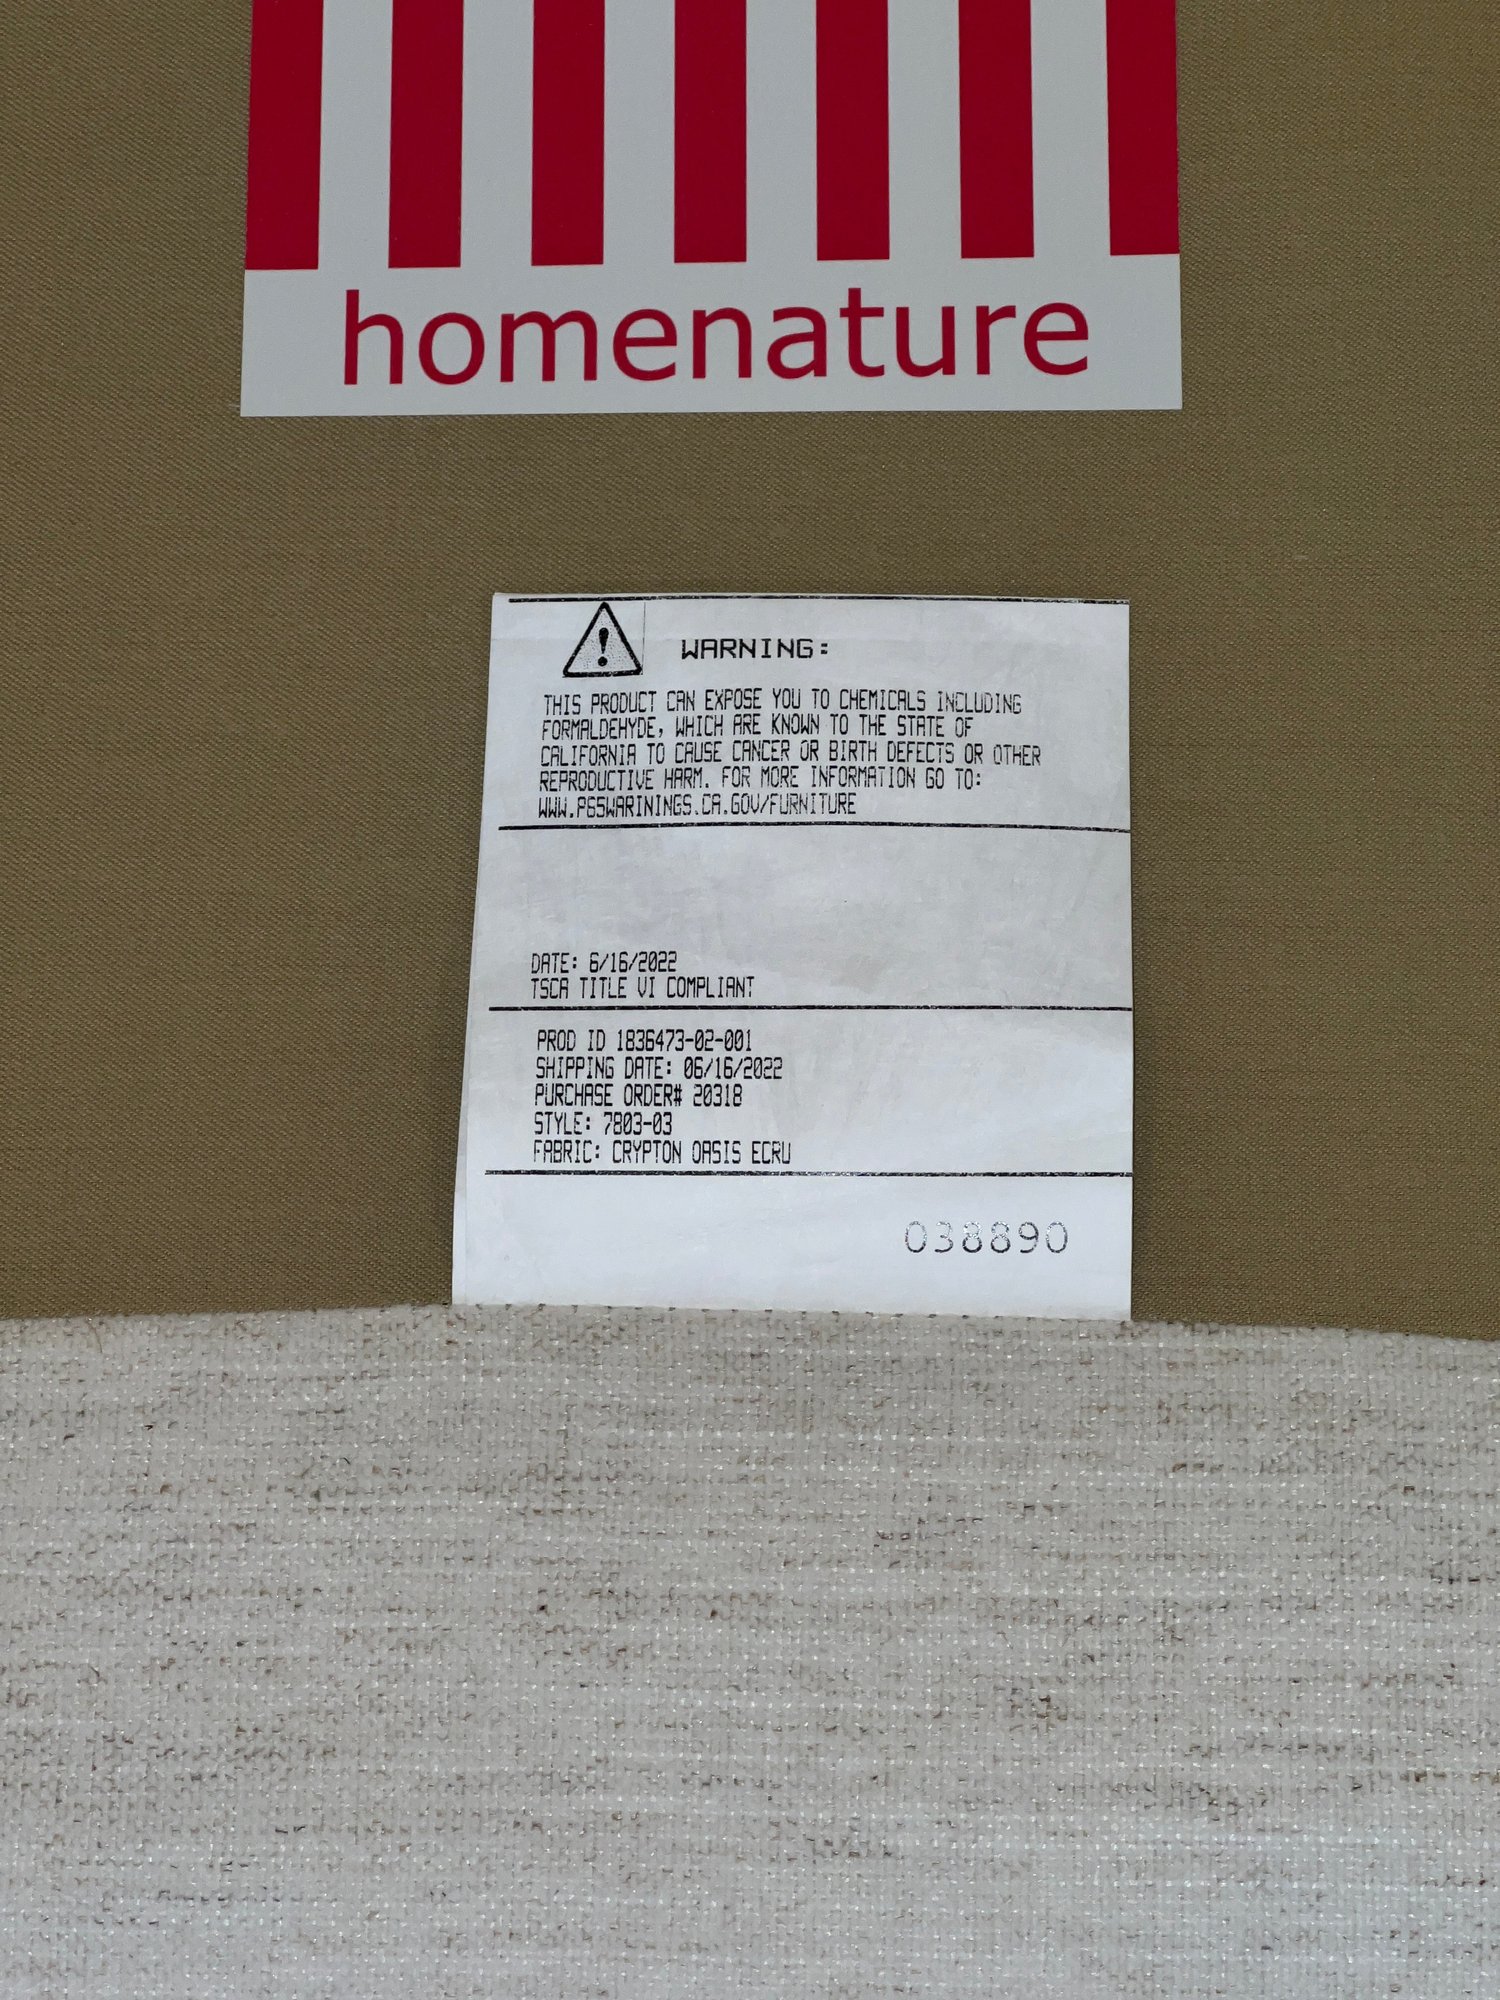 homenature
WARNING:
THIS PRODUCT CAN EXPOSE YOU TO CHEMICALS INCLUDING
FORMALDEHYDE, WHICH ARE KNOWN TO THE STATE OF
CALIFORNIA TO CAUSE CANCER OR BIRTH DEFECTS OR OTHER
REPRODUCTIVE HARM. FOR MORE INFORMATION GO TO:
WWW.P65WARININGS.CA.GOV/FURNITURE
DATE: 6/16/2022
TSCA TITLE VI COMPLIANT
PROD ID 1836473-02-001
SHIPPING DATE: 06/16/2022
PURCHASE ORDER# 20318
STYLE: 7803-03
FABRIC: CRYPTON OASIS ECRU
038890